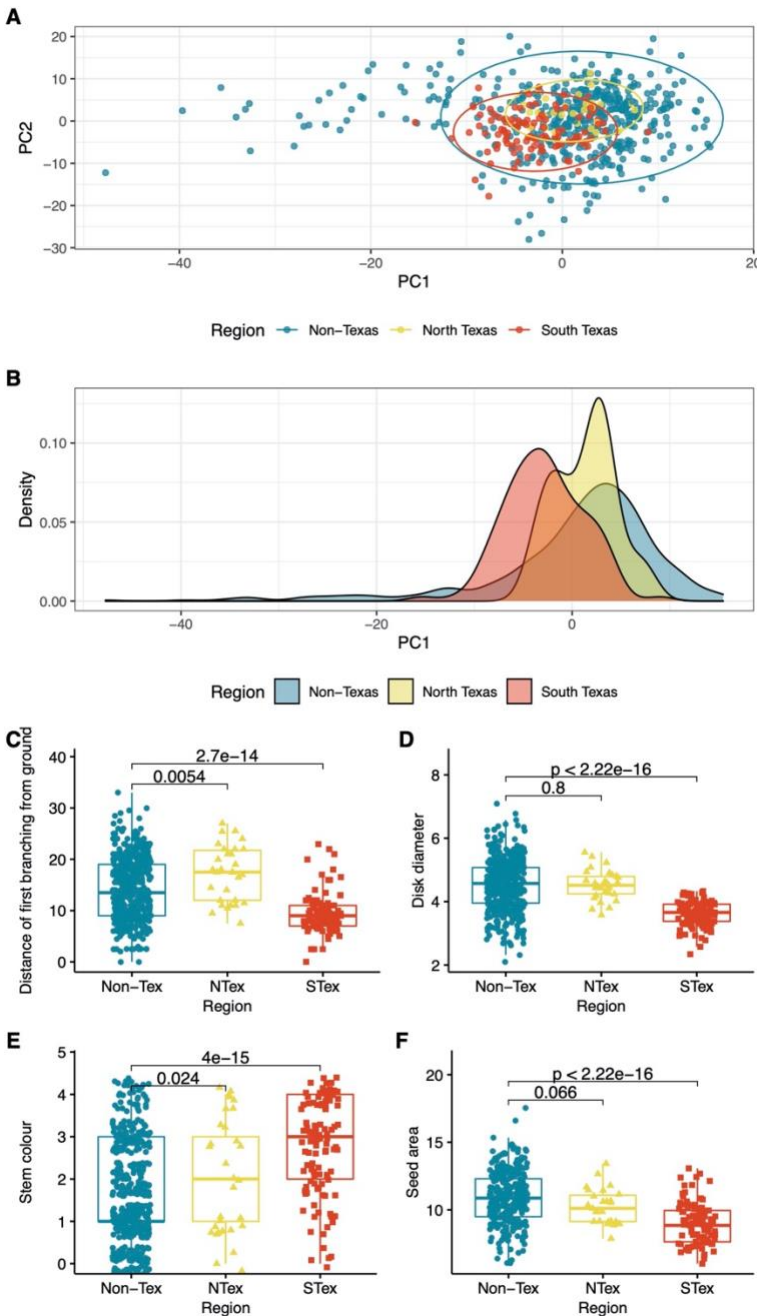 A
20
10
0
−10
−20
−30
PC2
−40
−20
0
20
PC1
Region Non−Texas North Texas South Texas
B
0.10
0.05
0.00
Density
−40
−20
0
PC1
Region Non−Texas North Texas South Texas
C
Distance of first branching from ground
40
30
20
10
0
2.7e−14
0.0054
Non−Tex NTex STex
Region
D
Disk diameter
8
6
4
2
p < 2.22e−16
0.8
Non−Tex NTex STex
Region
E
Stem colour
5
4
3
2
1
0
4e−15
0.024
Non−Tex NTex STex
Region
F
Seed area
20
15
10
p < 2.22e−16
0.066
Non−Tex NTex STex
Region